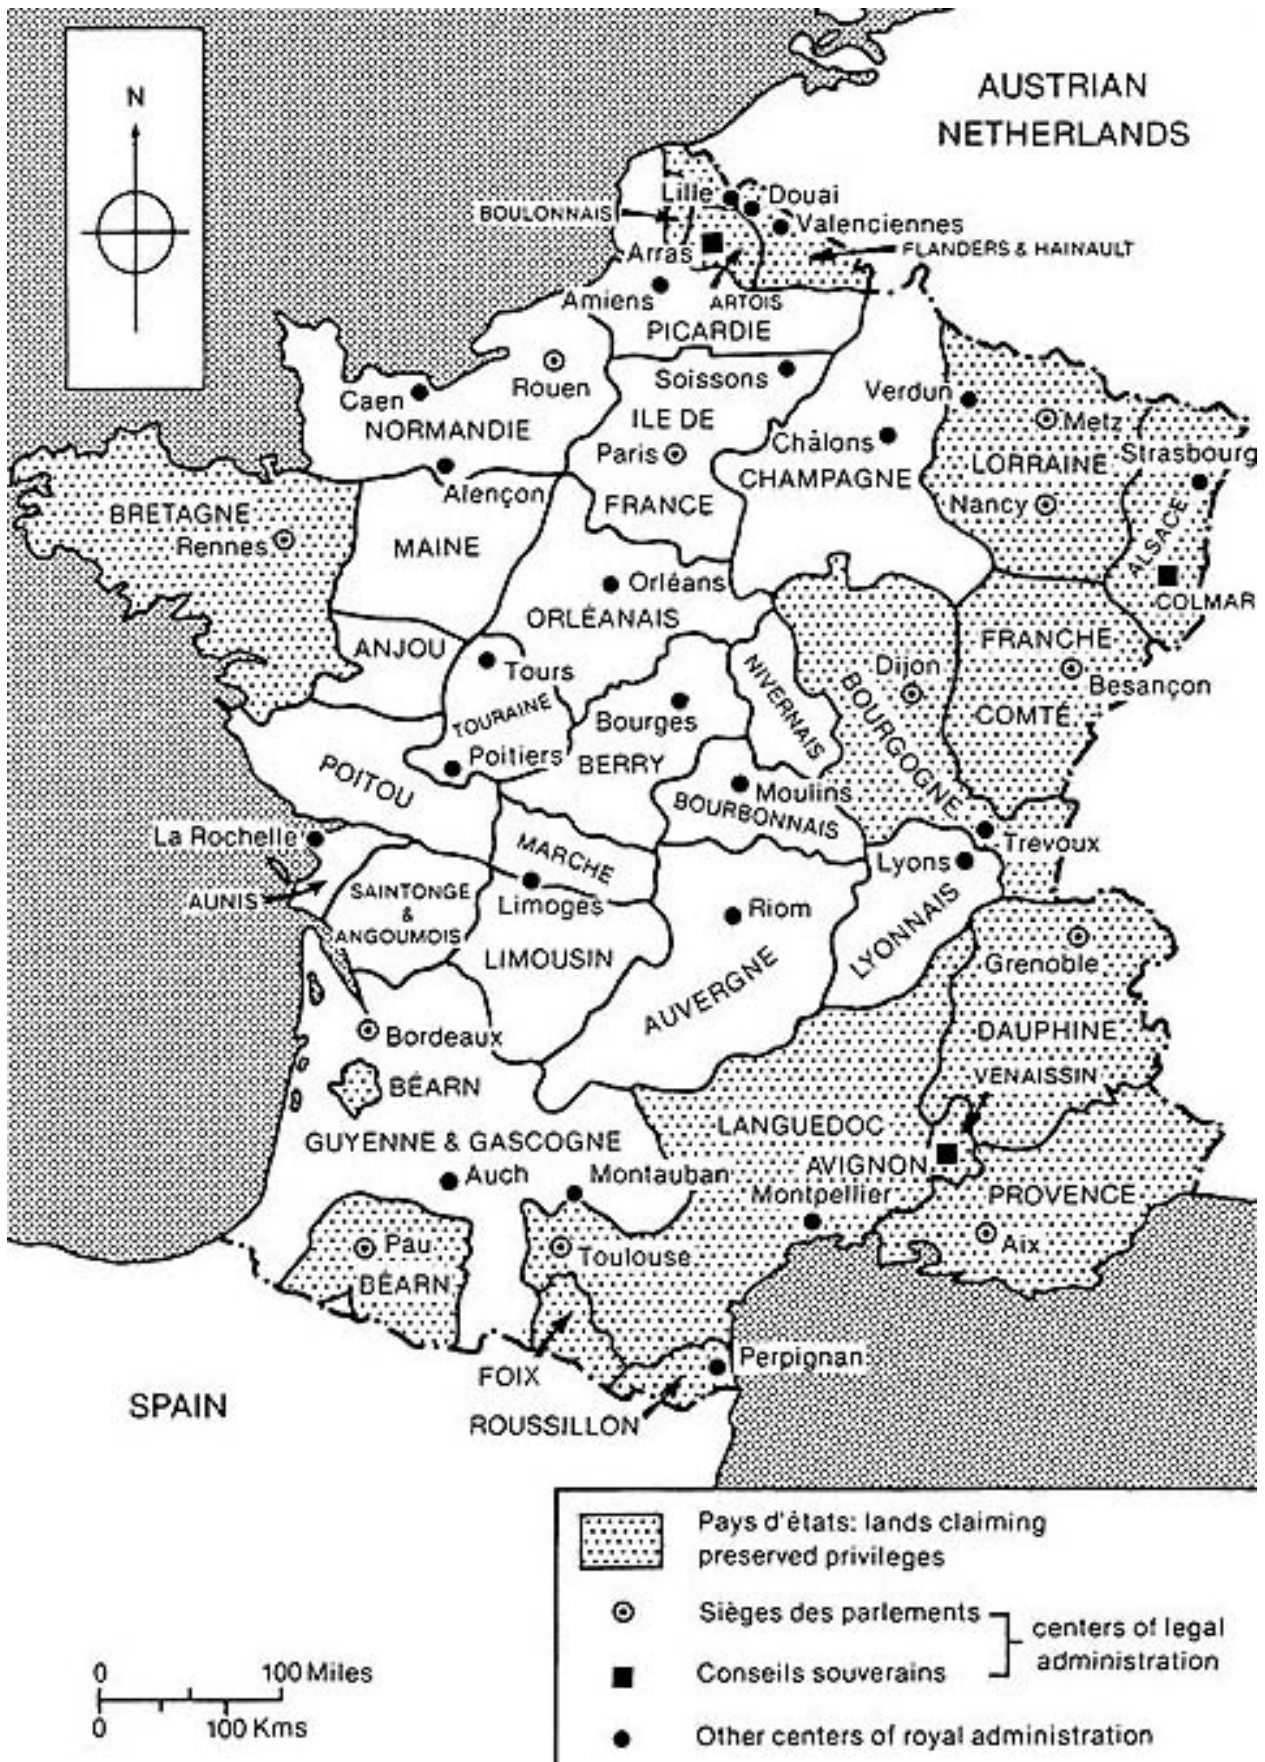 N
AUSTRIAN
NETHERLANDS
Lille
Douai
BOULONNAIS
Valenciennes
Arras
FLANDERS & HAINAULT
Amiens
ARTOIS
PICARDIE
Rouen
Soissons
Caen
Verdun
NORMANDIE
ILE DE
Metz
Paris
Châlons
LORRAINE
Strasbourg
Alençon
FRANCE
CHAMPAGNE
Nancy
BRETAGNE
Rennes
MAINE
ALSACE
Orléans
COLMAR
ORLÉANAIS
ANJOU
FRANCHE
Tours
Dijon
Besançon
NIVERNAIS
BOURGOGNE
TOURAINE
Bourges
COMTÉ
Poitiers
BERRY
POITOU
Moulins
BOURBONNAIS
La Rochelle
MARCHE
Lyons
Trévoux
AUNIS
SAINTONGE
&
ANGOUMOIS
Limoges
Riom
LIMOUSIN
LYONNAIS
Grenoble
AUVERGNE
Bordeaux
DAUPHINE
BÉARN
VENAISSIN
LANGUEDOC
GUYENNE & GASCOGNE
AVIGNON
Auch
Montauban
Montpellier
PROVENCE
Pau
Toulouse
Aix
BÉARN
Perpignan
FOIX
SPAIN
ROUSSILLON
Pays d'états: lands claiming
preserved privileges
Sièges des parlements
centers of legal
administration
Conseils souverains
Other centers of royal administration
0 100 Miles
0 100 Kms